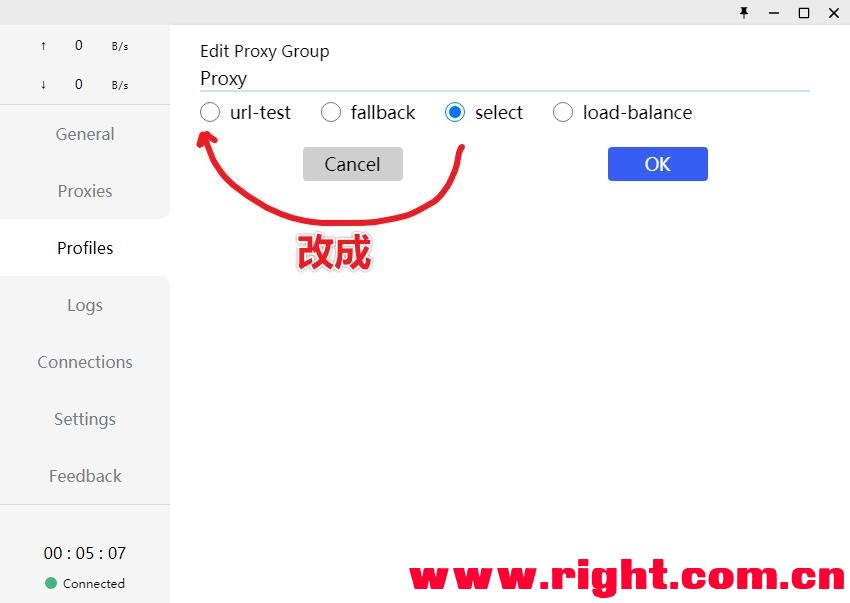 ↑ 0 B/s
↓ 0 B/s
General
Proxies
Profiles
Logs
Connections
Settings
Feedback
00 : 05 : 07
Connected
Edit Proxy Group
Proxy
url-test fallback select load-balance
Cancel OK
改成
www.right.com.cn